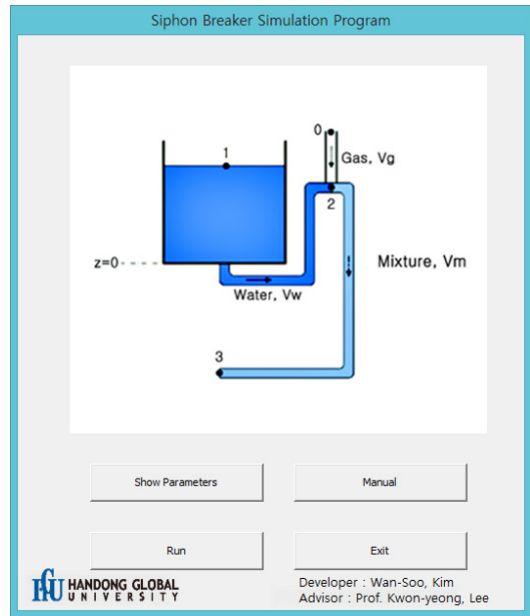 Siphon Breaker Simulation Program
0
1
Gas, Vg
2
z=0
Mixture, Vm
Water, Vw
3
Show Parameters
Manual
Run
Exit
HGU HANDONG GLOBAL
UNIVERSITY
Developer : Wan-Soo, Kim
Advisor : Prof. Kwon-yeong, Lee